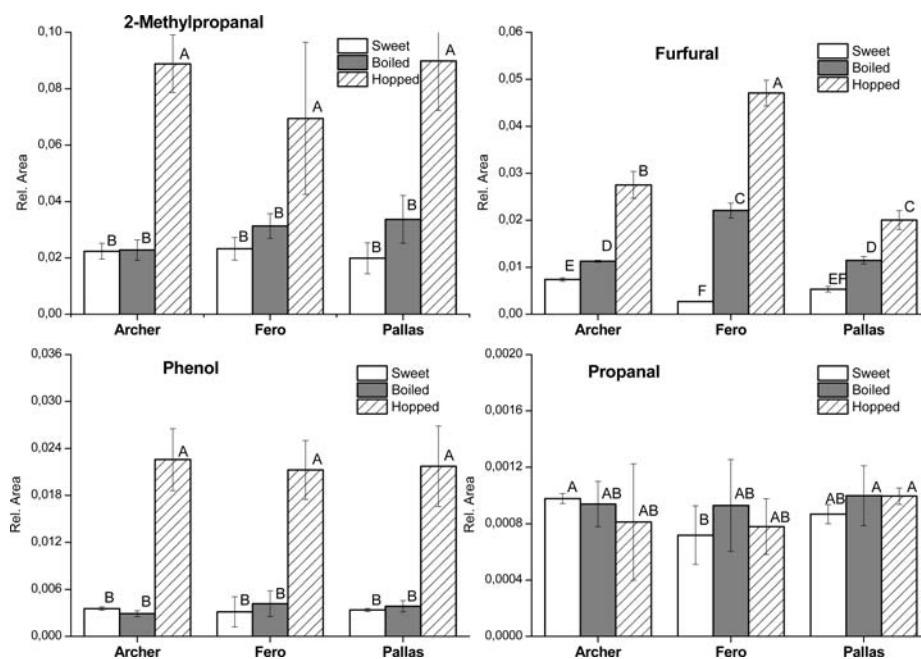 2-Methylpropanal
Rel. Area
0,10
0,08
0,06
0,04
0,02
0,00
Sweet
Boiled
Hopped
B B A
B B A
B B A
Archer Fero Pallas
Furfural
Rel. Area
0,06
0,05
0,04
0,03
0,02
0,01
0,00
Sweet
Boiled
Hopped
E D B
F C A
EF D C
Archer Fero Pallas
Phenol
Rel. Area
0,036
0,030
0,024
0,018
0,012
0,006
0,000
Sweet
Boiled
Hopped
B B A
B B A
B B A
Archer Fero Pallas
Propanal
Rel. Area
0,0020
0,0016
0,0012
0,0008
0,0004
0,0000
Sweet
Boiled
Hopped
A AB AB
B AB AB
AB A A
Archer Fero Pallas